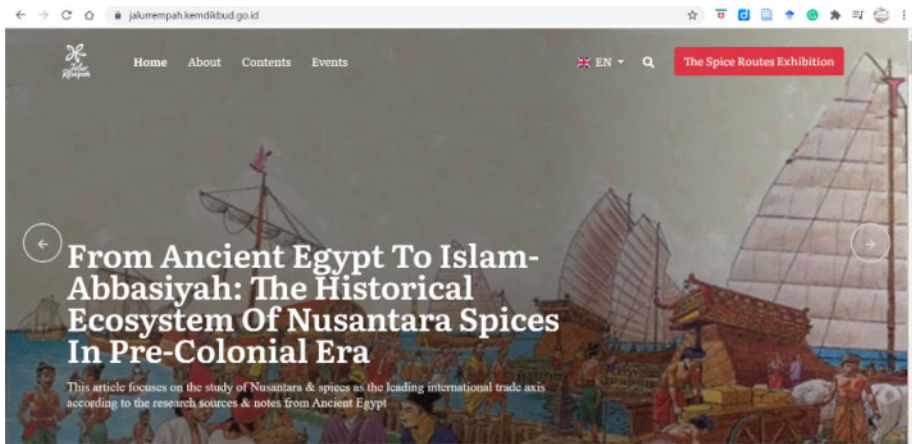 jalurrempah.kemdikbud.go.id
Jalur
Rempah
Home About Contents Events
EN
The Spice Routes Exhibition
From Ancient Egypt To Islam-
Abbasiyah: The Historical
Ecosystem Of Nusantara Spices
In Pre-Colonial Era
This article focuses on the study of Nusantara & spices as the leading international trade axis
according to the research sources & notes from Ancient Egypt